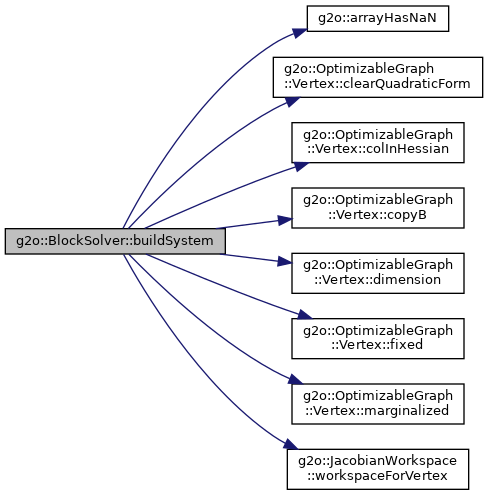 g2o::arrayHasNaN
g2o::OptimizableGraph
::Vertex::clearQuadraticForm
g2o::OptimizableGraph
::Vertex::colInHessian
g2o::OptimizableGraph
::Vertex::copyB
g2o::BlockSolver::buildSystem
g2o::OptimizableGraph
::Vertex::dimension
g2o::OptimizableGraph
::Vertex::fixed
g2o::OptimizableGraph
::Vertex::marginalized
g2o::JacobianWorkspace
::workspaceForVertex